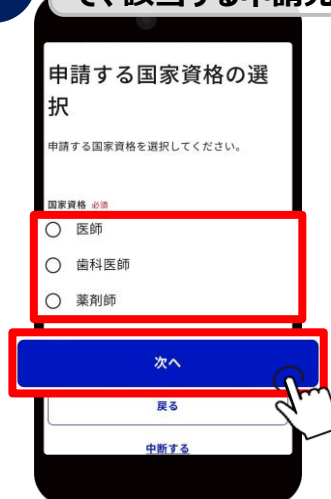 て、該当する申請先
申請する国家資格の選
択
申請する国家資格を選択してください。
国家資格 必須
医師
歯科医師
薬剤師
次へ
戻る
中断する